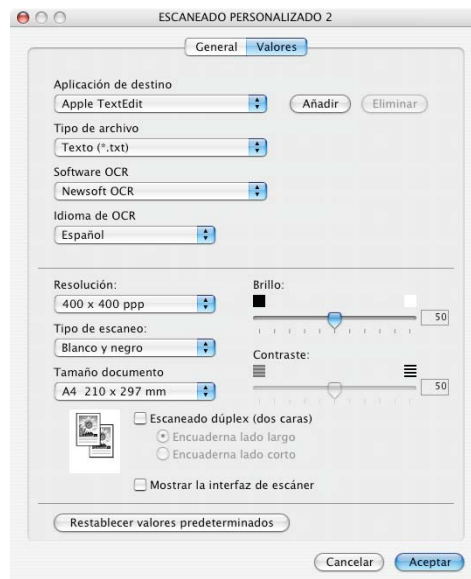 ESCANEADO PERSONALIZADO 2
General Valores
Aplicación de destino
Apple TextEdit Añadir Eliminar
Tipo de archivo
Texto (*.txt)
Software OCR
Newsoft OCR
Idioma de OCR
Español
Resolución: Brillo:
400 x 400 ppp 50
Tipo de escaneo:
Blanco y negro
Contraste:
Tamaño documento
A4 210 x 297 mm 50
Escaneado dúplex (dos caras)
Encuaderna lado largo
Encuaderna lado corto
Mostrar la interfaz de escáner
Restablecer valores predeterminados
Cancelar Aceptar